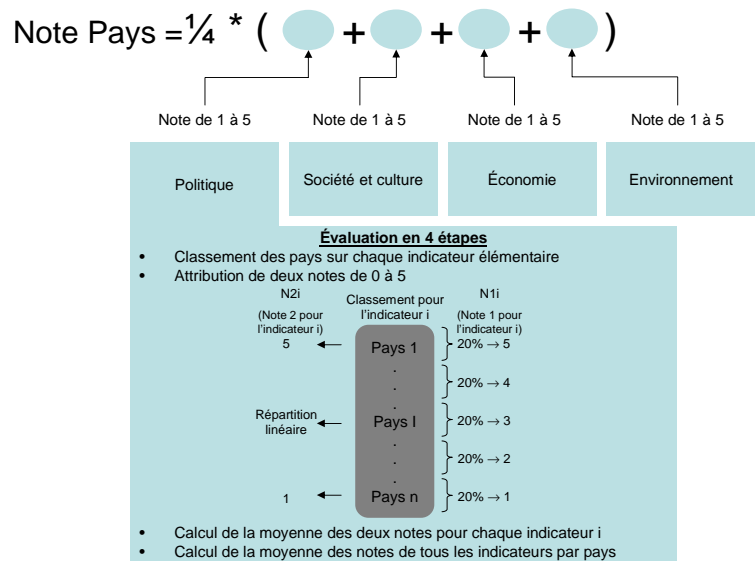 Note Pays = ¼ * ( + + + )
Note de 1 à 5 Note de 1 à 5 Note de 1 à 5 Note de 1 à 5
Politique Société et culture Économie Environnement
Évaluation en 4 étapes
• Classement des pays sur chaque indicateur élémentaire
• Attribution de deux notes de 0 à 5
N2i
(Note 2 pour
l'indicateur i)
Classement pour
l'indicateur i
N1i
(Note 1 pour
l'indicateur i)
5 Pays 1 20% → 5
.
. 20% → 4
.
Répartition
linéaire
Pays I 20% → 3
.
. 20% → 2
.
1 Pays n 20% → 1
• Calcul de la moyenne des deux notes pour chaque indicateur i
• Calcul de la moyenne des notes de tous les indicateurs par pays